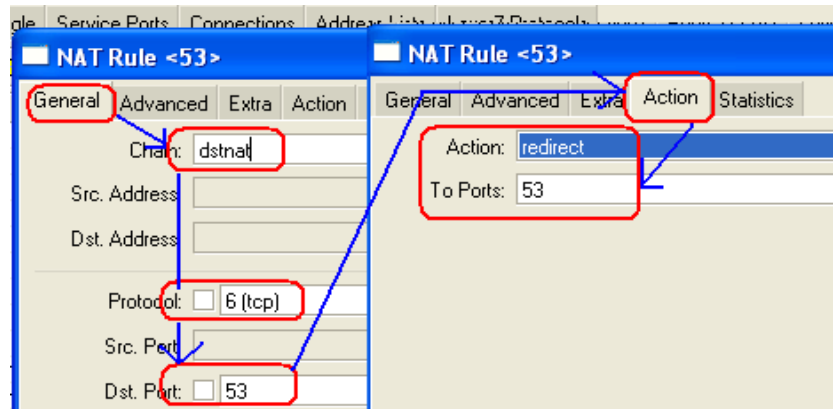 Service Ports Connections
NAT Rule <53>
General Advanced Extra Action
Chain: dstnat
Src. Address
Dst. Address
Protocol: 6 (tcp)
Src. Port
Dst. Port: 53
NAT Rule <53>
General Advanced Extra Action Statistics
Action: redirect
To Ports: 53